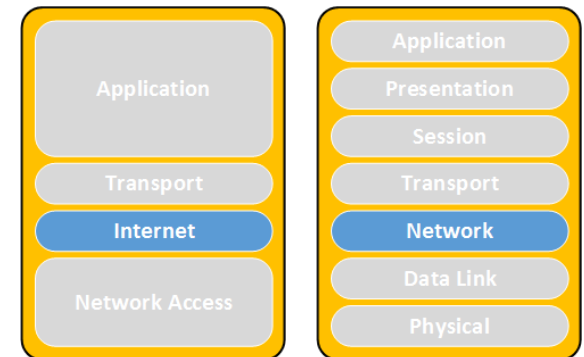 Application
Transport
Internet
Network Access
Application
Presentation
Session
Transport
Network
Data Link
Physical